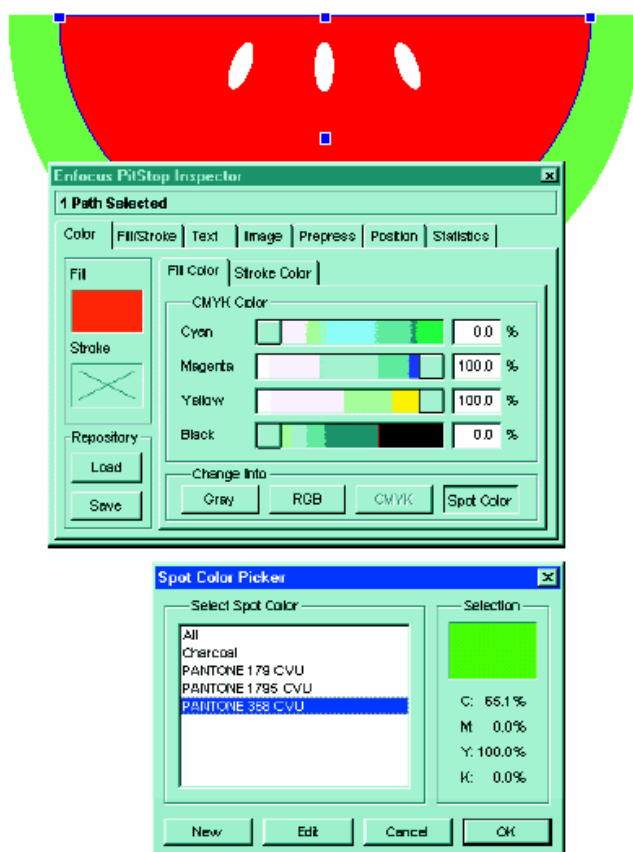 Enfocus PitStop Inspector
1 Path Selected
Color Fill/Stroke Text Image Prepress Position Statistics
Fill
Stroke
Repository
Load
Save
Fill Color Stroke Color
CMYK Color
Cyan 0.0 %
Magenta 100.0 %
Yellow 100.0 %
Black 0.0 %
Change Into
Gray RGB CMYK Spot Color
Spot Color Picker
Select Spot Color
All
Charcoal
PANTONE 179 CVU
PANTONE 1795 CVU
PANTONE 368 CVU
Selection
C: 65.1%
M: 0.0%
Y: 100.0%
K: 0.0%
New Edit Cancel OK